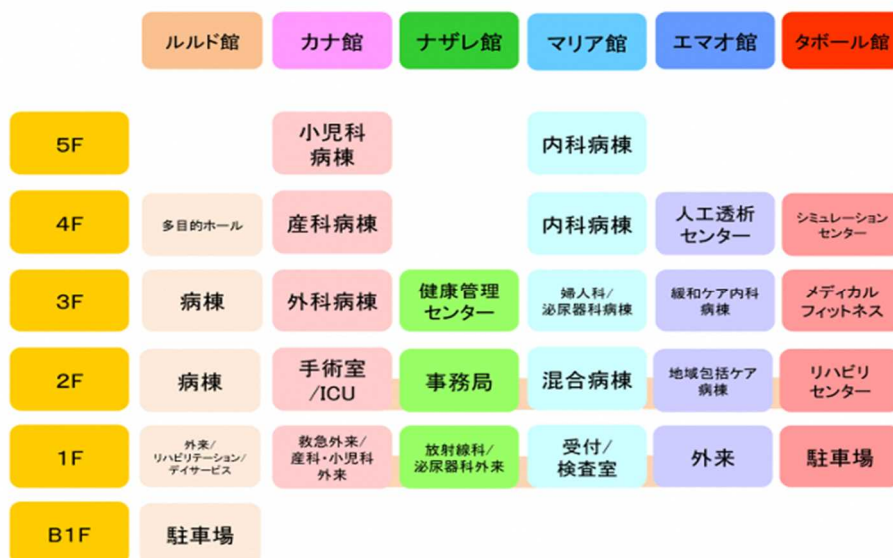 ルルド館
カナ館
ナザレ館
マリア館
エマオ館
タボール館
5F
小児科
病棟
内科病棟
4F
多目的ホール
産科病棟
内科病棟
人工透析
センター
シミュレーション
センター
3F
病棟
外科病棟
健康管理
センター
婦人科/
泌尿器科病棟
緩和ケア内科
病棟
メディカル
フィットネス
2F
病棟
手術室
/ICU
事務局
混合病棟
地域包括ケア
病棟
リハビリ
センター
1F
外来/
リハビリテーション/
デイサービス
救急外来/
産科・小児科
外来
放射線科/
泌尿器科外来
受付/
検査室
外来
駐車場
B1F
駐車場